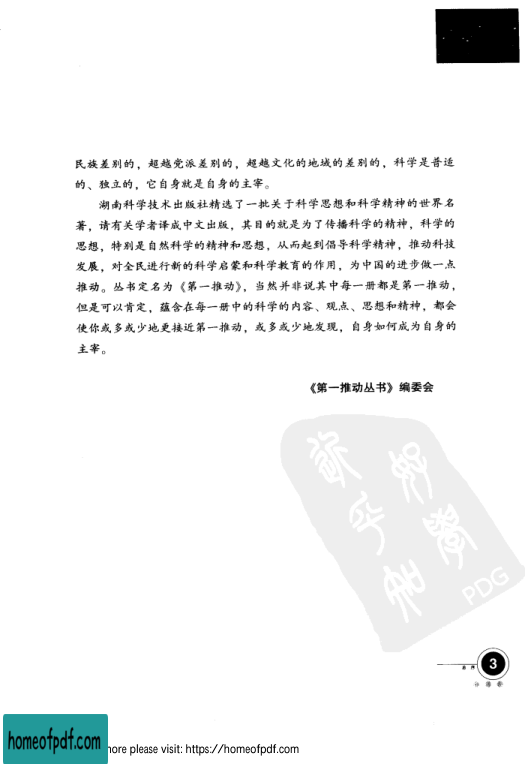 民族差别的，超越党派差别的，超越文化的地域的差别的，科学是普适
的、独立的，它自身就是自身的主宰。
湖南科学技术出版社精选了一批关于科学思想和科学精神的世界名
著，请有关学者译成中文出版，其目的就是为了传播科学的精神，科学的
思想，特别是自然科学的精神和思想，从而起到倡导科学精神，推动科技
发展，对全民进行新的科学启蒙和科学教育的作用，为中国的进步做一点
推动。丛书定名为《第一推动》，当然并非说其中每一册都是第一推动，
但是可以肯定，蕴含在每一册中的科学的内容、观点、思想和精神，都会
使你或多或少地更接近第一推动，或多或少地发现，自身如何成为自身的
主宰。
《第一推动丛书》编委会
PDG
3
homeofpdf.com
more please visit: https://homeofpdf.com